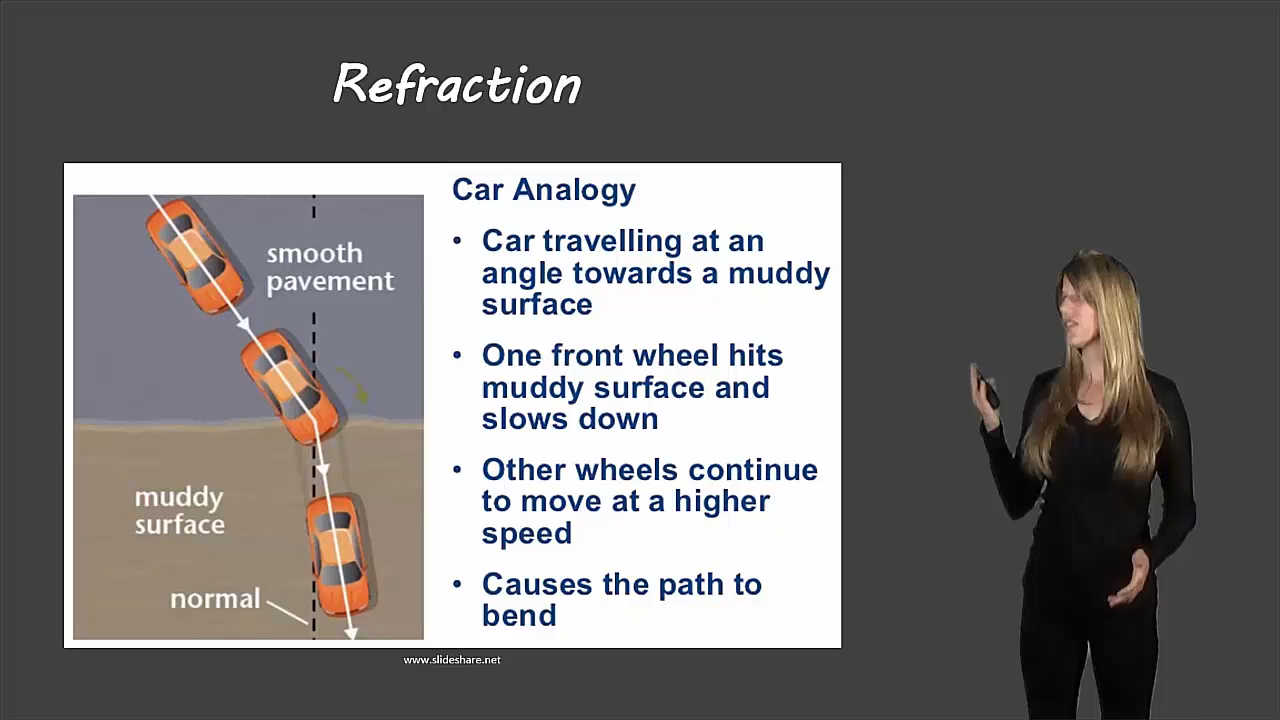 Refraction
smooth
pavement
muddy
surface
normal
Car Analogy
• Car travelling at an
angle towards a muddy
surface
• One front wheel hits
muddy surface and
slows down
• Other wheels continue
to move at a higher
speed
• Causes the path to
bend
www.slideshare.net